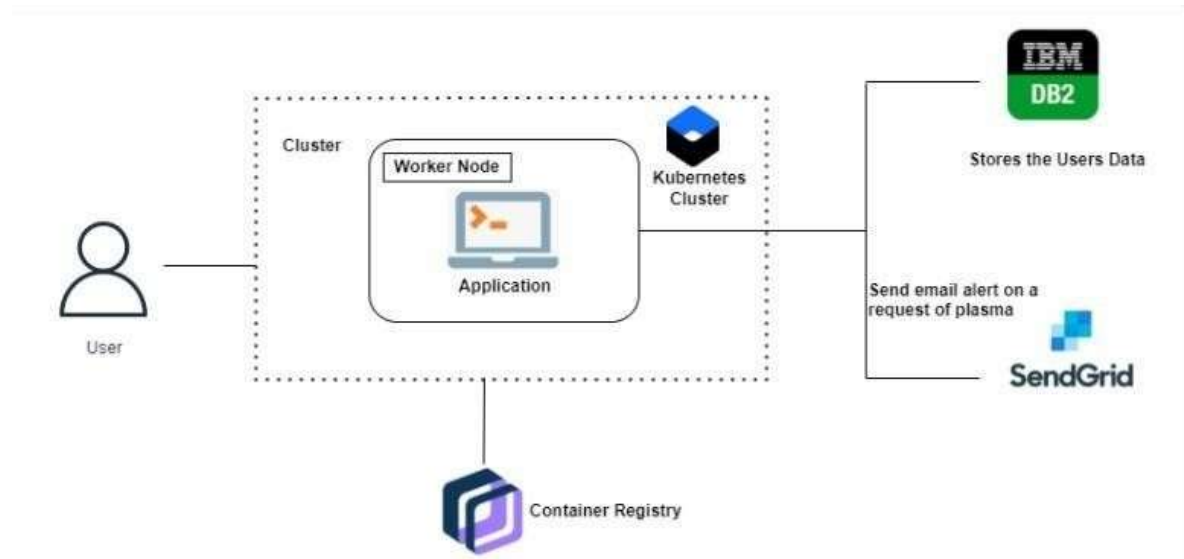 IBM
DB2
Stores the Users Data
Cluster
Worker Node
Kubernetes
Cluster
Application
User
Send email alert on a
request of plasma
SendGrid
Container Registry